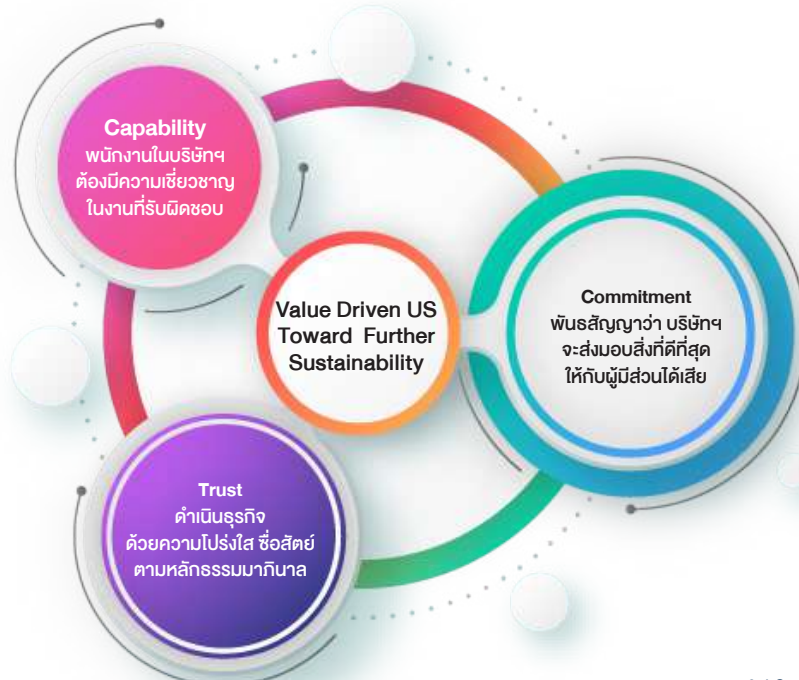 Capability
พนักงานในบริษัทฯ
ต้องมีความเชี่ยวชาญ
ในงานที่รับผิดชอบ
Value Driven US
Toward Further
Sustainability
Commitment
พันธสัญญาว่า บริษัทฯ
จะส่งมอบสิ่งที่ดีที่สุด
ให้กับผู้มีส่วนได้เสีย
Trust
ดำเนินธุรกิจ
ด้วยความโปร่งใส ซื่อสัตย์
ตามหลักธรรมมาภินาล